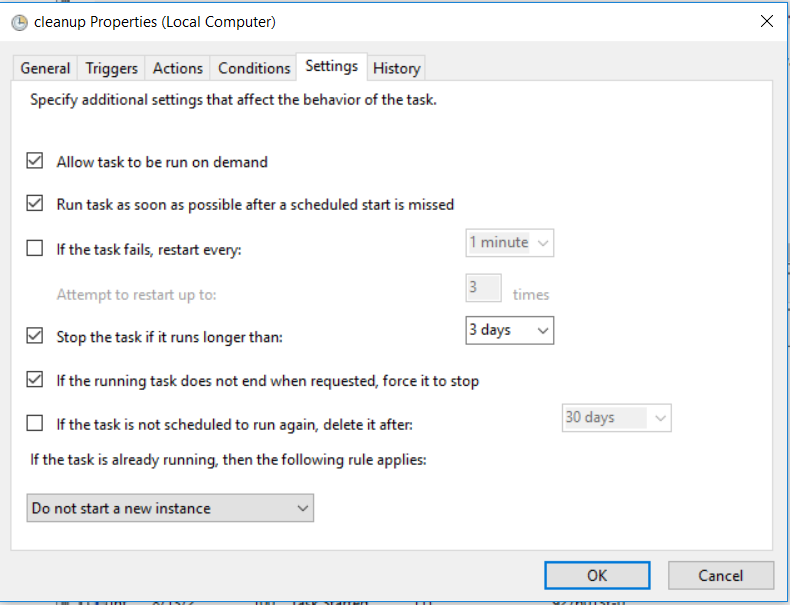 cleanup Properties (Local Computer)
General Triggers Actions Conditions Settings History
Specify additional settings that affect the behavior of the task.
Allow task to be run on demand
Run task as soon as possible after a scheduled start is missed
If the task fails, restart every: 1 minute
Attempt to restart up to: 3 times
Stop the task if it runs longer than: 3 days
If the running task does not end when requested, force it to stop
If the task is not scheduled to run again, delete it after: 30 days
If the task is already running, then the following rule applies:
Do not start a new instance
OK Cancel